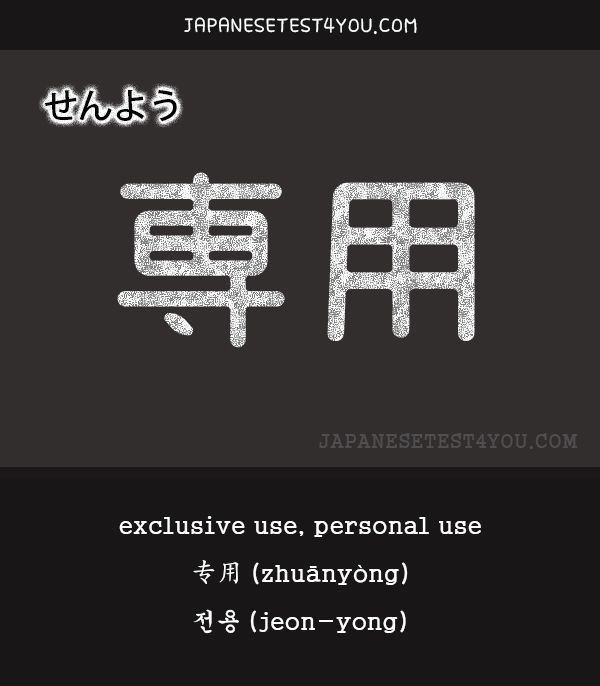 JAPANESETEST4YOU.COM
せんよう
専用
JAPANESETEST4YOU.COM
exclusive use, personal use
专用 (zhuānyòng)
전용 (jeon-yong)